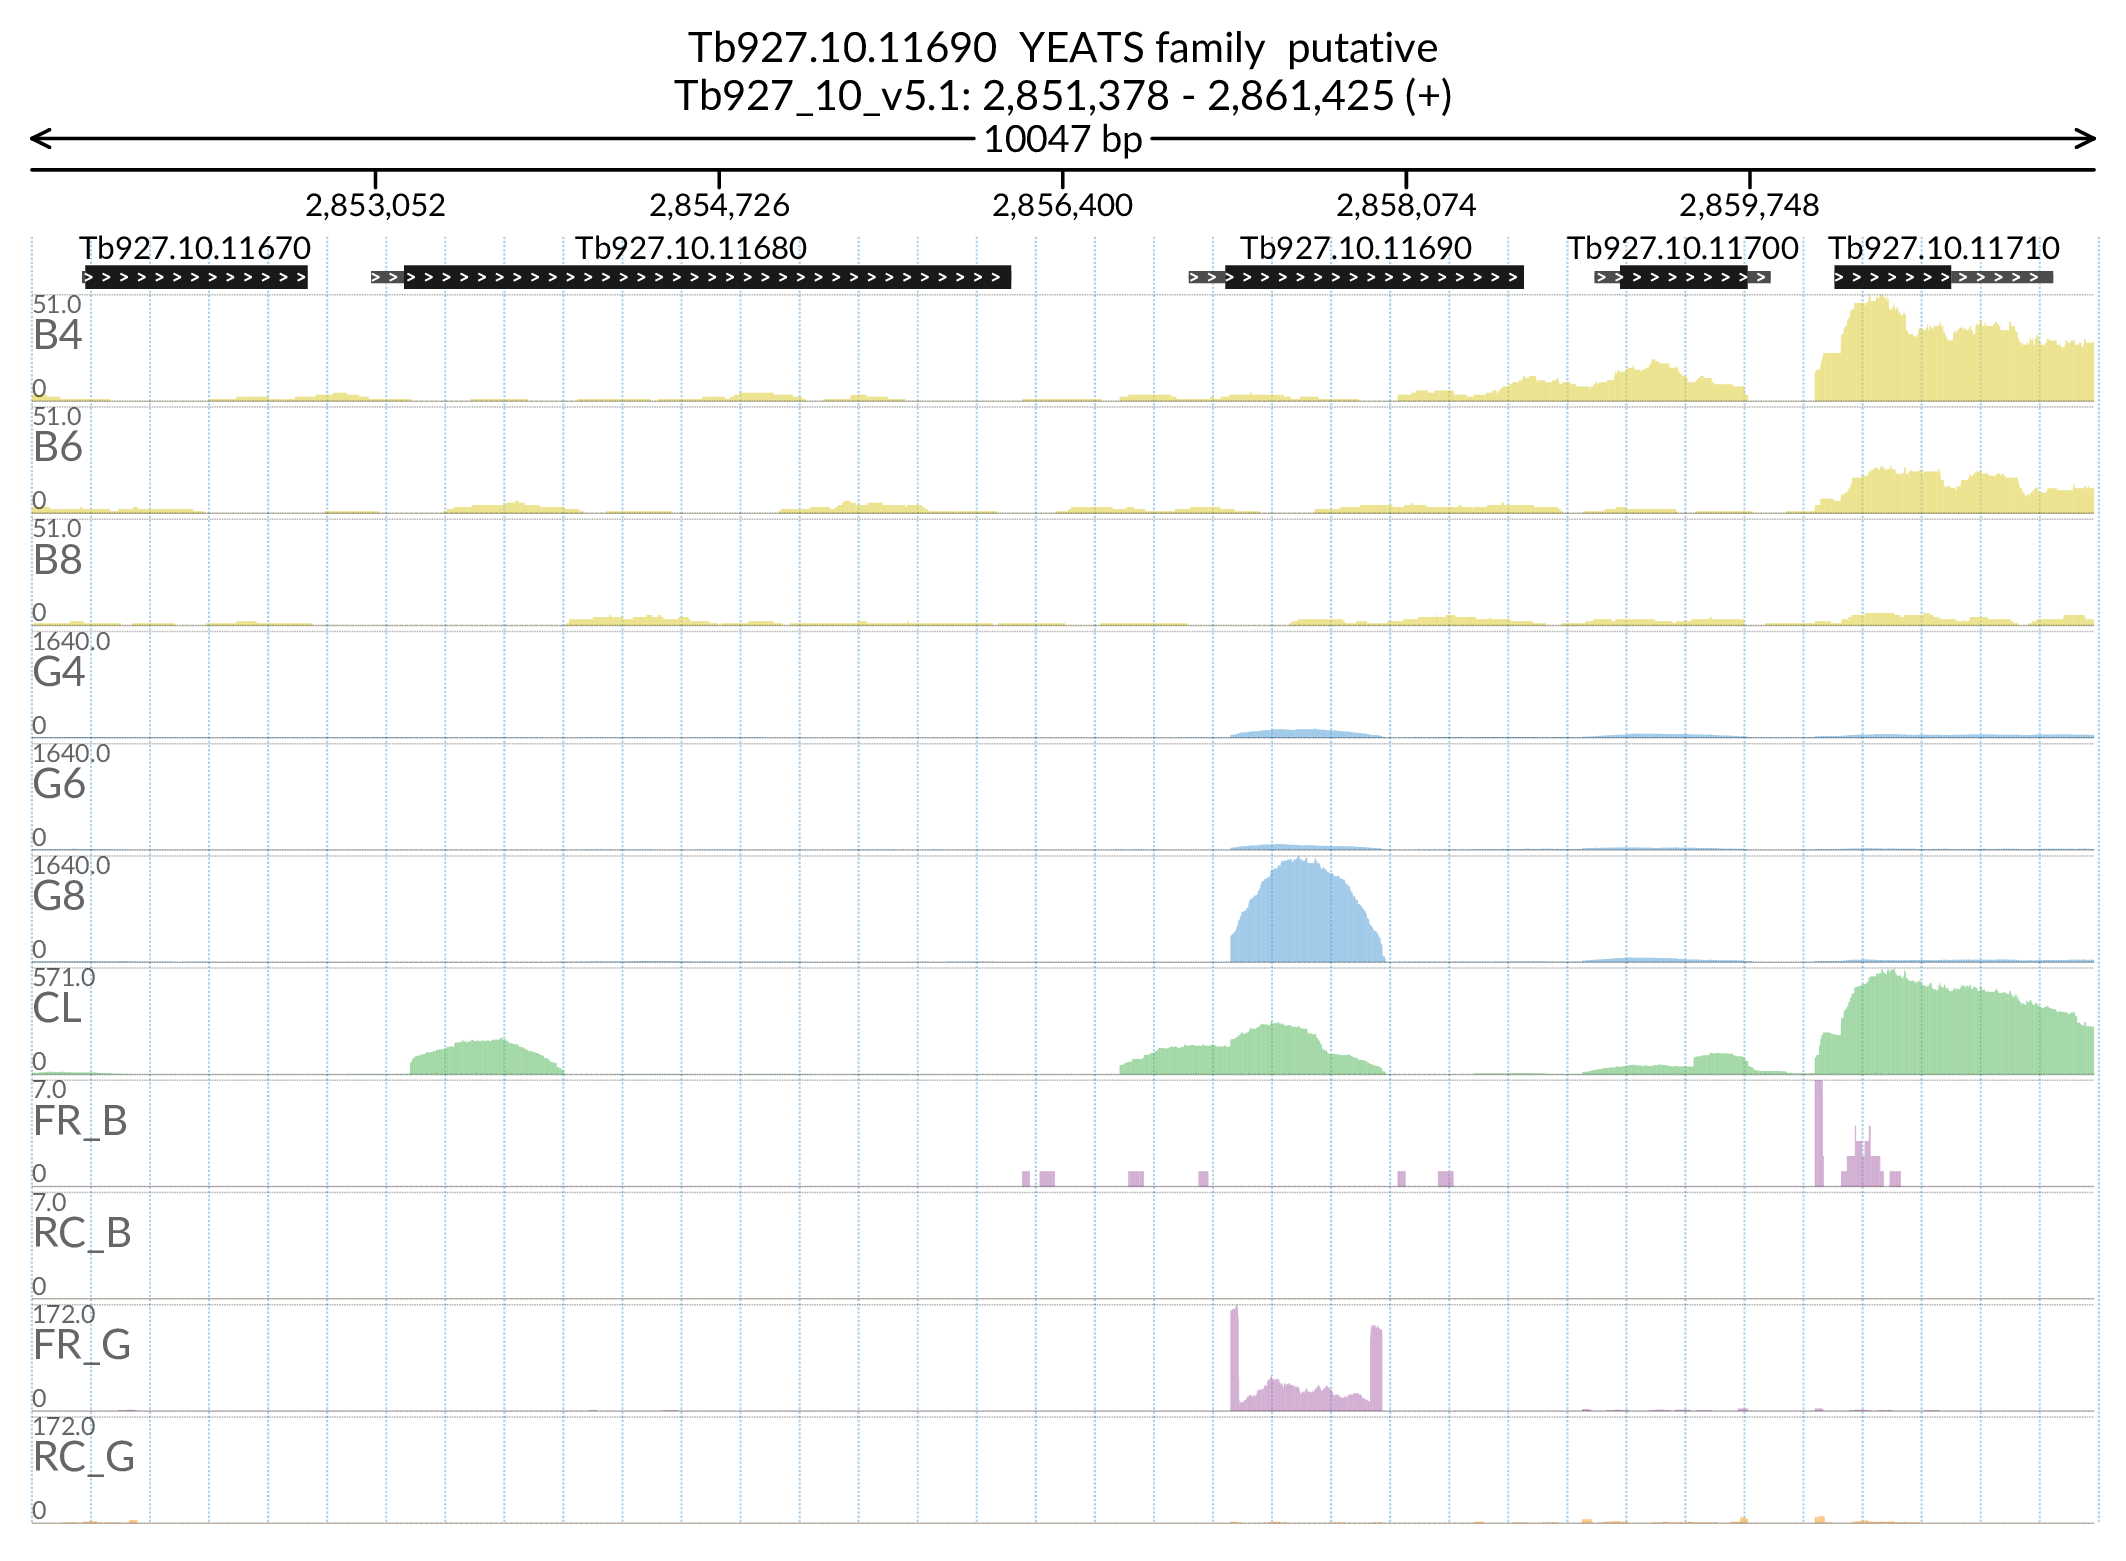 Tb927.10.11690  YEATS family  putative
Tb927_10_v5.1: 2,851,378 - 2,861,425 (+)
10047 bp
2,853,052 2,854,726 2,856,400 2,858,074 2,859,748
Tb927.10.11670 Tb927.10.11680 Tb927.10.11690 Tb927.10.11700 Tb927.10.11710
51.0
B4
0
51.0
B6
0
51.0
B8
0
1640.0
G4
0
1640.0
G6
0
1640.0
G8
0
571.0
CL
0
7.0
FR_B
0
7.0
RC_B
0
172.0
FR_G
0
172.0
RC_G
0